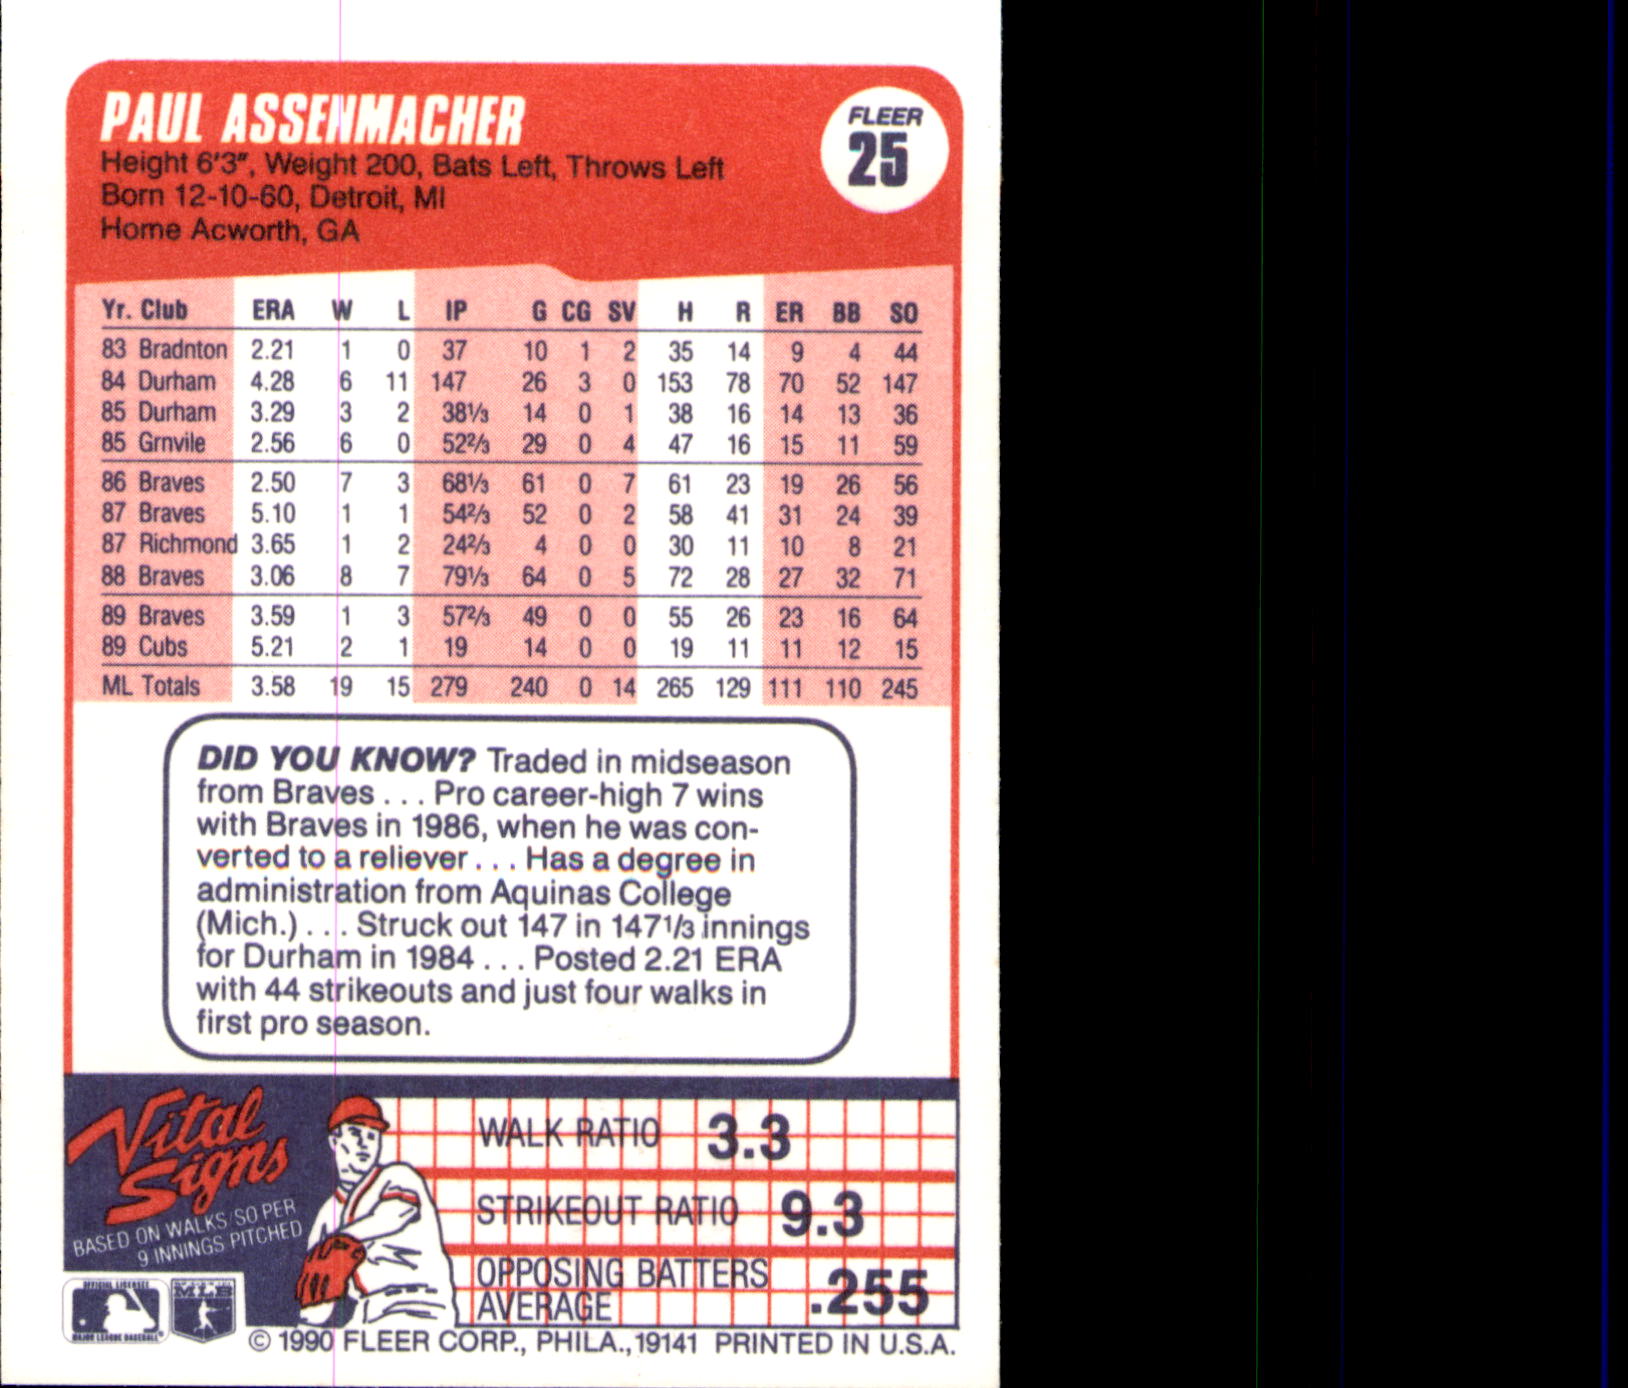 PAUL ASSENMACHER
FLEER
25
Height 6'3", Weight 200, Bats Left, Throws Left
Born 12-10-60, Detroit, MI
Home Acworth, GA
Yr. Club ERA W L IP G CG SV H R ER BB SO
83 Bradnton 2.21 1 0 37 10 1 2 35 14 9 4 44
84 Durham 4.28 6 11 147 26 3 0 153 78 70 52 147
85 Durham 3.29 3 2 38⅓ 14 0 1 38 16 14 13 36
85 Grnvile 2.56 6 0 52⅔ 29 0 4 47 16 15 11 59
86 Braves 2.50 7 3 68⅓ 61 0 7 61 23 19 26 56
87 Braves 5.10 1 1 54⅔ 52 0 2 58 41 31 24 39
87 Richmond 3.65 1 2 24⅔ 4 0 0 30 11 10 8 21
88 Braves 3.06 8 7 79⅓ 64 0 5 72 28 27 32 71
89 Braves 3.59 1 3 57⅔ 49 0 0 55 26 23 16 64
89 Cubs 5.21 2 1 19 14 0 0 19 11 11 12 15
ML Totals 3.58 19 15 279 240 0 14 265 129 111 110 245
DID YOU KNOW? Traded in midseason
from Braves . . . Pro career-high 7 wins
with Braves in 1986, when he was con-
verted to a reliever . . . Has a degree in
administration from Aquinas College
(Mich.) . . . Struck out 147 in 147⅓ innings
for Durham in 1984 . . . Posted 2.21 ERA
with 44 strikeouts and just four walks in
first pro season.
Vital
Signs
BASED ON WALKS/SO PER
9 INNINGS PITCHED
WALK RATIO 3.3
STRIKEOUT RATIO 9.3
OPPOSING BATTERS
AVERAGE .255
OFFICIAL LICENSEE
MAJOR LEAGUE BASEBALL
MLB
© 1990 FLEER CORP., PHILA., 19141 PRINTED IN U.S.A.